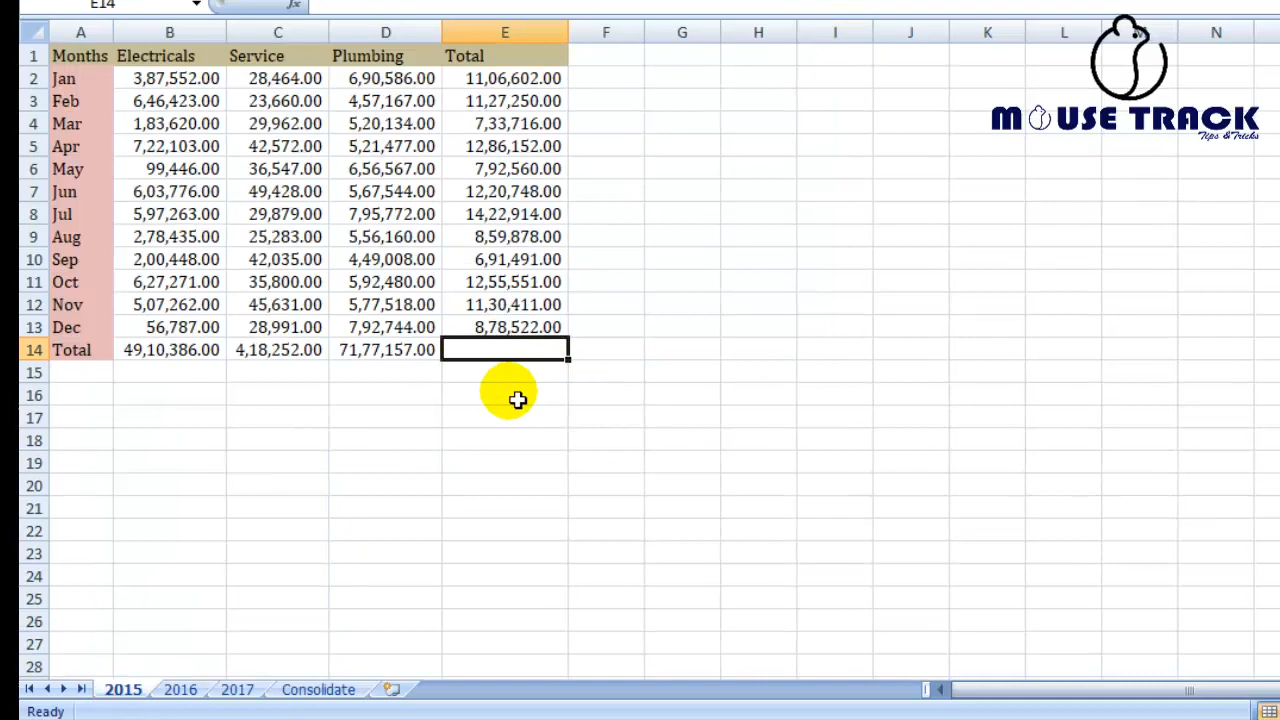 E14 fx
A B C D E F G H I J K L M N
1 Months Electricals Service Plumbing Total
2 Jan 3,87,552.00 28,464.00 6,90,586.00 11,06,602.00
3 Feb 6,46,423.00 23,660.00 4,57,167.00 11,27,250.00
4 Mar 1,83,620.00 29,962.00 5,20,134.00 7,33,716.00
5 Apr 7,22,103.00 42,572.00 5,21,477.00 12,86,152.00
6 May 99,446.00 36,547.00 6,56,567.00 7,92,560.00
7 Jun 6,03,776.00 49,428.00 5,67,544.00 12,20,748.00
8 Jul 5,97,263.00 29,879.00 7,95,772.00 14,22,914.00
9 Aug 2,78,435.00 25,283.00 5,56,160.00 8,59,878.00
10 Sep 2,00,448.00 42,035.00 4,49,008.00 6,91,491.00
11 Oct 6,27,271.00 35,800.00 5,92,480.00 12,55,551.00
12 Nov 5,07,262.00 45,631.00 5,77,518.00 11,30,411.00
13 Dec 56,787.00 28,991.00 7,92,744.00 8,78,522.00
14 Total 49,10,386.00 4,18,252.00 71,77,157.00
15
16
17
18
19
20
21
22
23
24
25
26
27
28
MOUSE TRACK
Tips & Tricks
2015 2016 2017 Consolidate
Ready